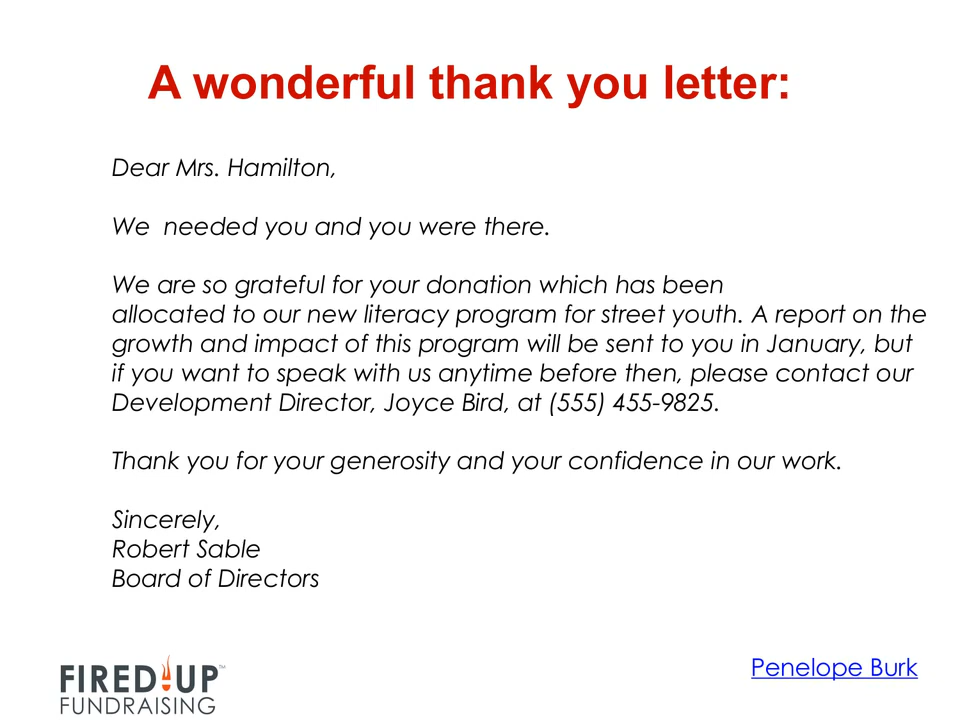 A wonderful thank you letter:
Dear Mrs. Hamilton,
We  needed you and you were there.
We are so grateful for your donation which has been
allocated to our new literacy program for street youth. A report on the
growth and impact of this program will be sent to you in January, but
if you want to speak with us anytime before then, please contact our
Development Director, Joyce Bird, at (555) 455-9825.
Thank you for your generosity and your confidence in our work.
Sincerely,
Robert Sable
Board of Directors
FIRED UP™
FUNDRAISING
Penelope Burk